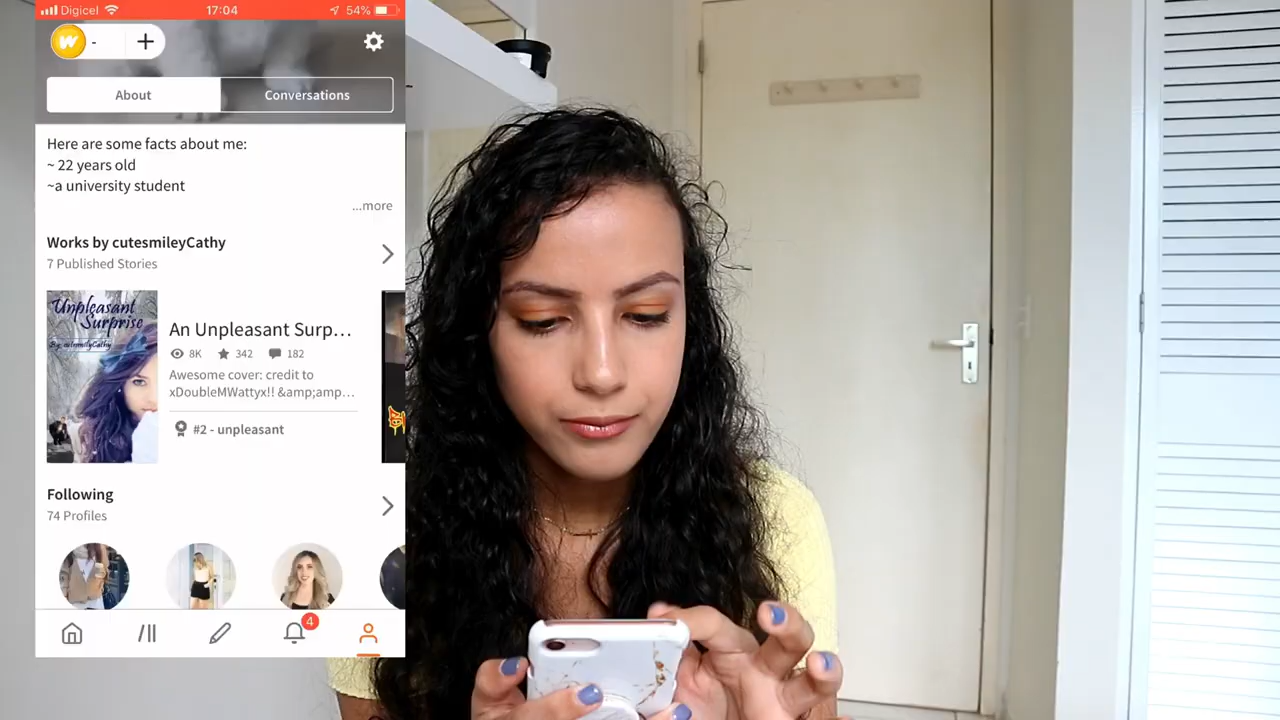 Digicel 17:04 54%
w - +
About Conversations
Here are some facts about me:
~ 22 years old
~a university student
...more
Works by cutesmileyCathy
7 Published Stories
Unpleasant
Surprise
By: cutesmileyCathy
An Unpleasant Surp...
8K 342 182
Awesome cover: credit to
xDoubleMWattyx!! &amp;amp...
#2 - unpleasant
Following
74 Profiles
4